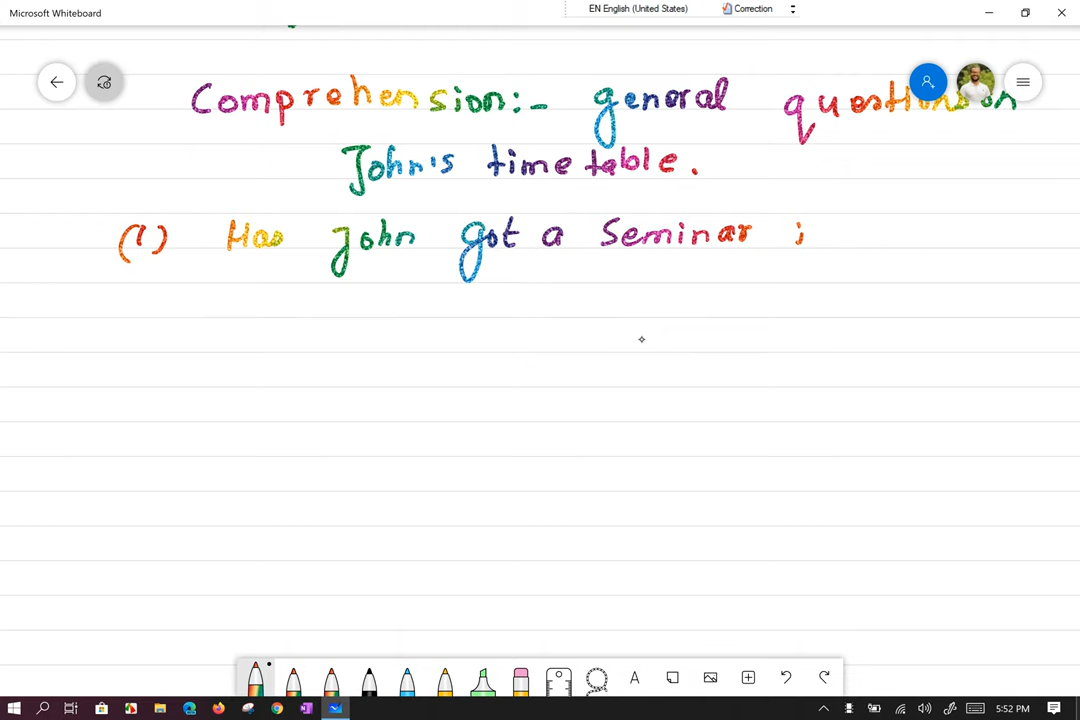 Microsoft Whiteboard
EN English (United States) Correction
Comprehension:- general questions on
John's timetable.
(1) Has John got a Seminar i
A
5:52 PM